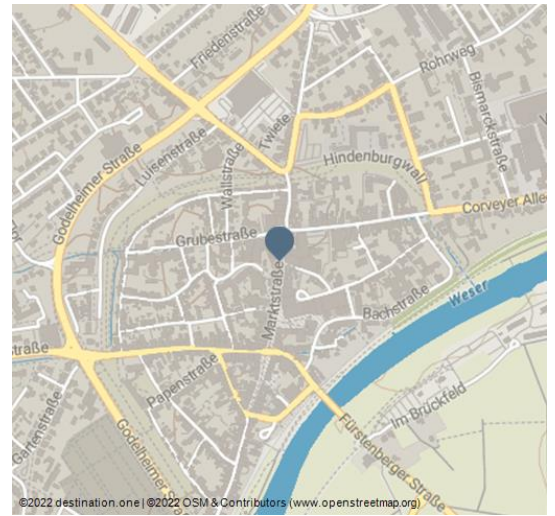 Friedenstraße
Rohrweg
Bismarckstraße
Twiete
Luisenstraße
Hindenburgwall
Godelheimer Straße
Wallstraße
Corveyer Allee
Grubestraße
Marktstraße
Weser
Bachstraße
straße
Papenstraße
Im Brückfeld
Gartenstraße
Godelheimer Straße
Fürstenberger Straße
©2022 destination.one | ©2022 OSM & Contributors (www.openstreetmap.org)